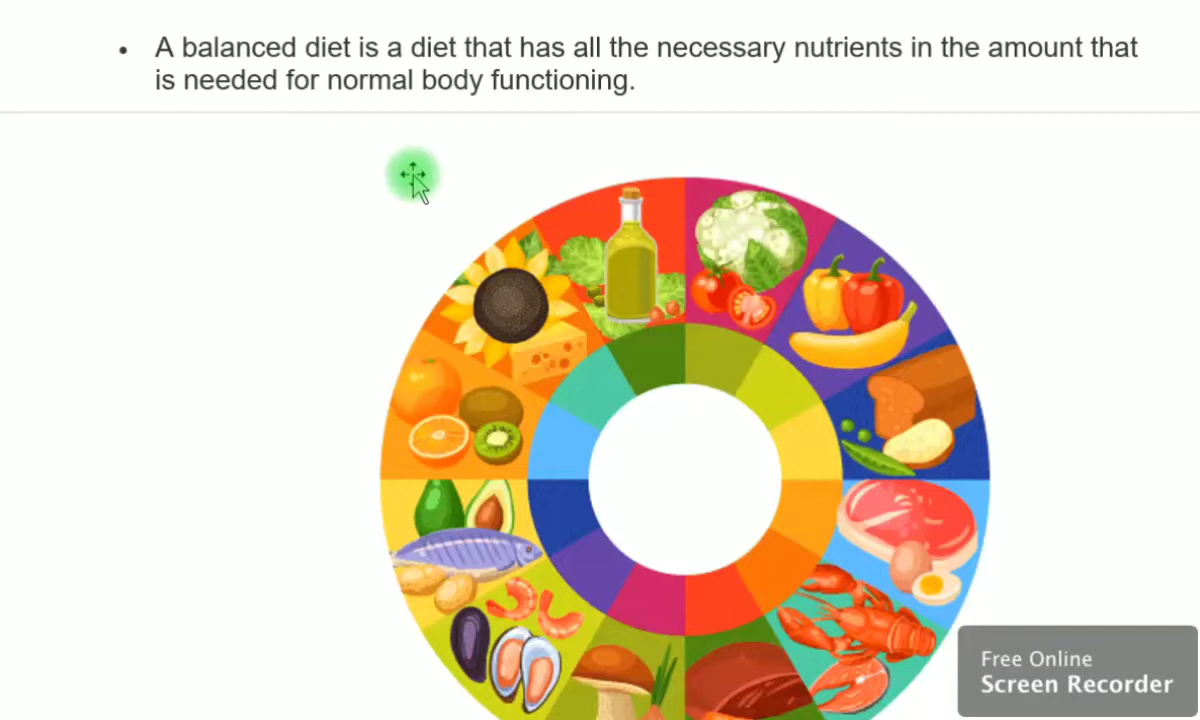 • A balanced diet is a diet that has all the necessary nutrients in the amount that
is needed for normal body functioning.
Free Online
Screen Recorder